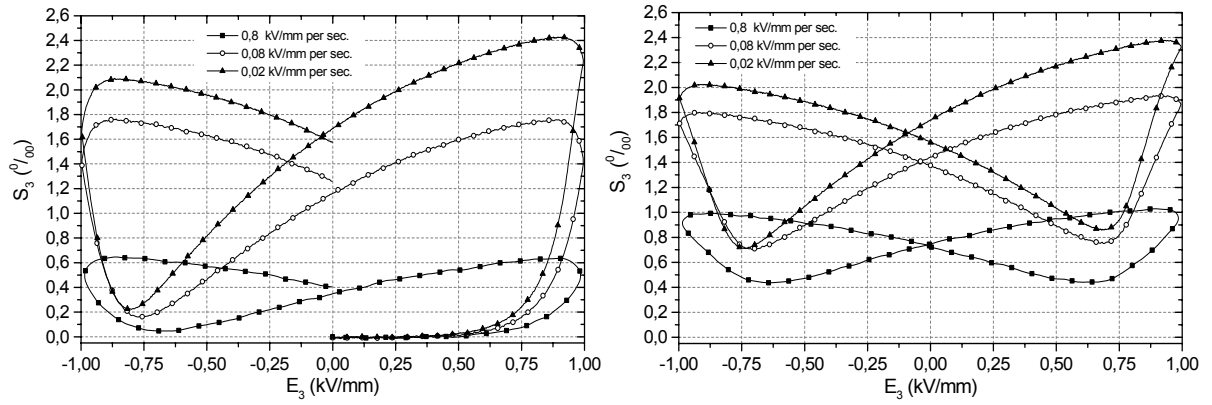 2,6
2,4
2,2
2,0
1,8
1,6
1,4
1,2
1,0
0,8
0,6
0,4
0,2
0,0
S3 (0/00)
0,8 kV/mm per sec.
0,08 kV/mm per sec.
0,02 kV/mm per sec.
-1,00 -0,75 -0,50 -0,25 0,00 0,25 0,50 0,75 1,00
E3 (kV/mm)
2,6
2,4
2,2
2,0
1,8
1,6
1,4
1,2
1,0
0,8
0,6
0,4
0,2
0,0
S3 (0/00)
0,8 kV/mm per sec.
0,08 kV/mm per sec.
0,02 kV/mm per sec.
-1,00 -0,75 -0,50 -0,25 0,00 0,25 0,50 0,75 1,00
E3 (kV/mm)